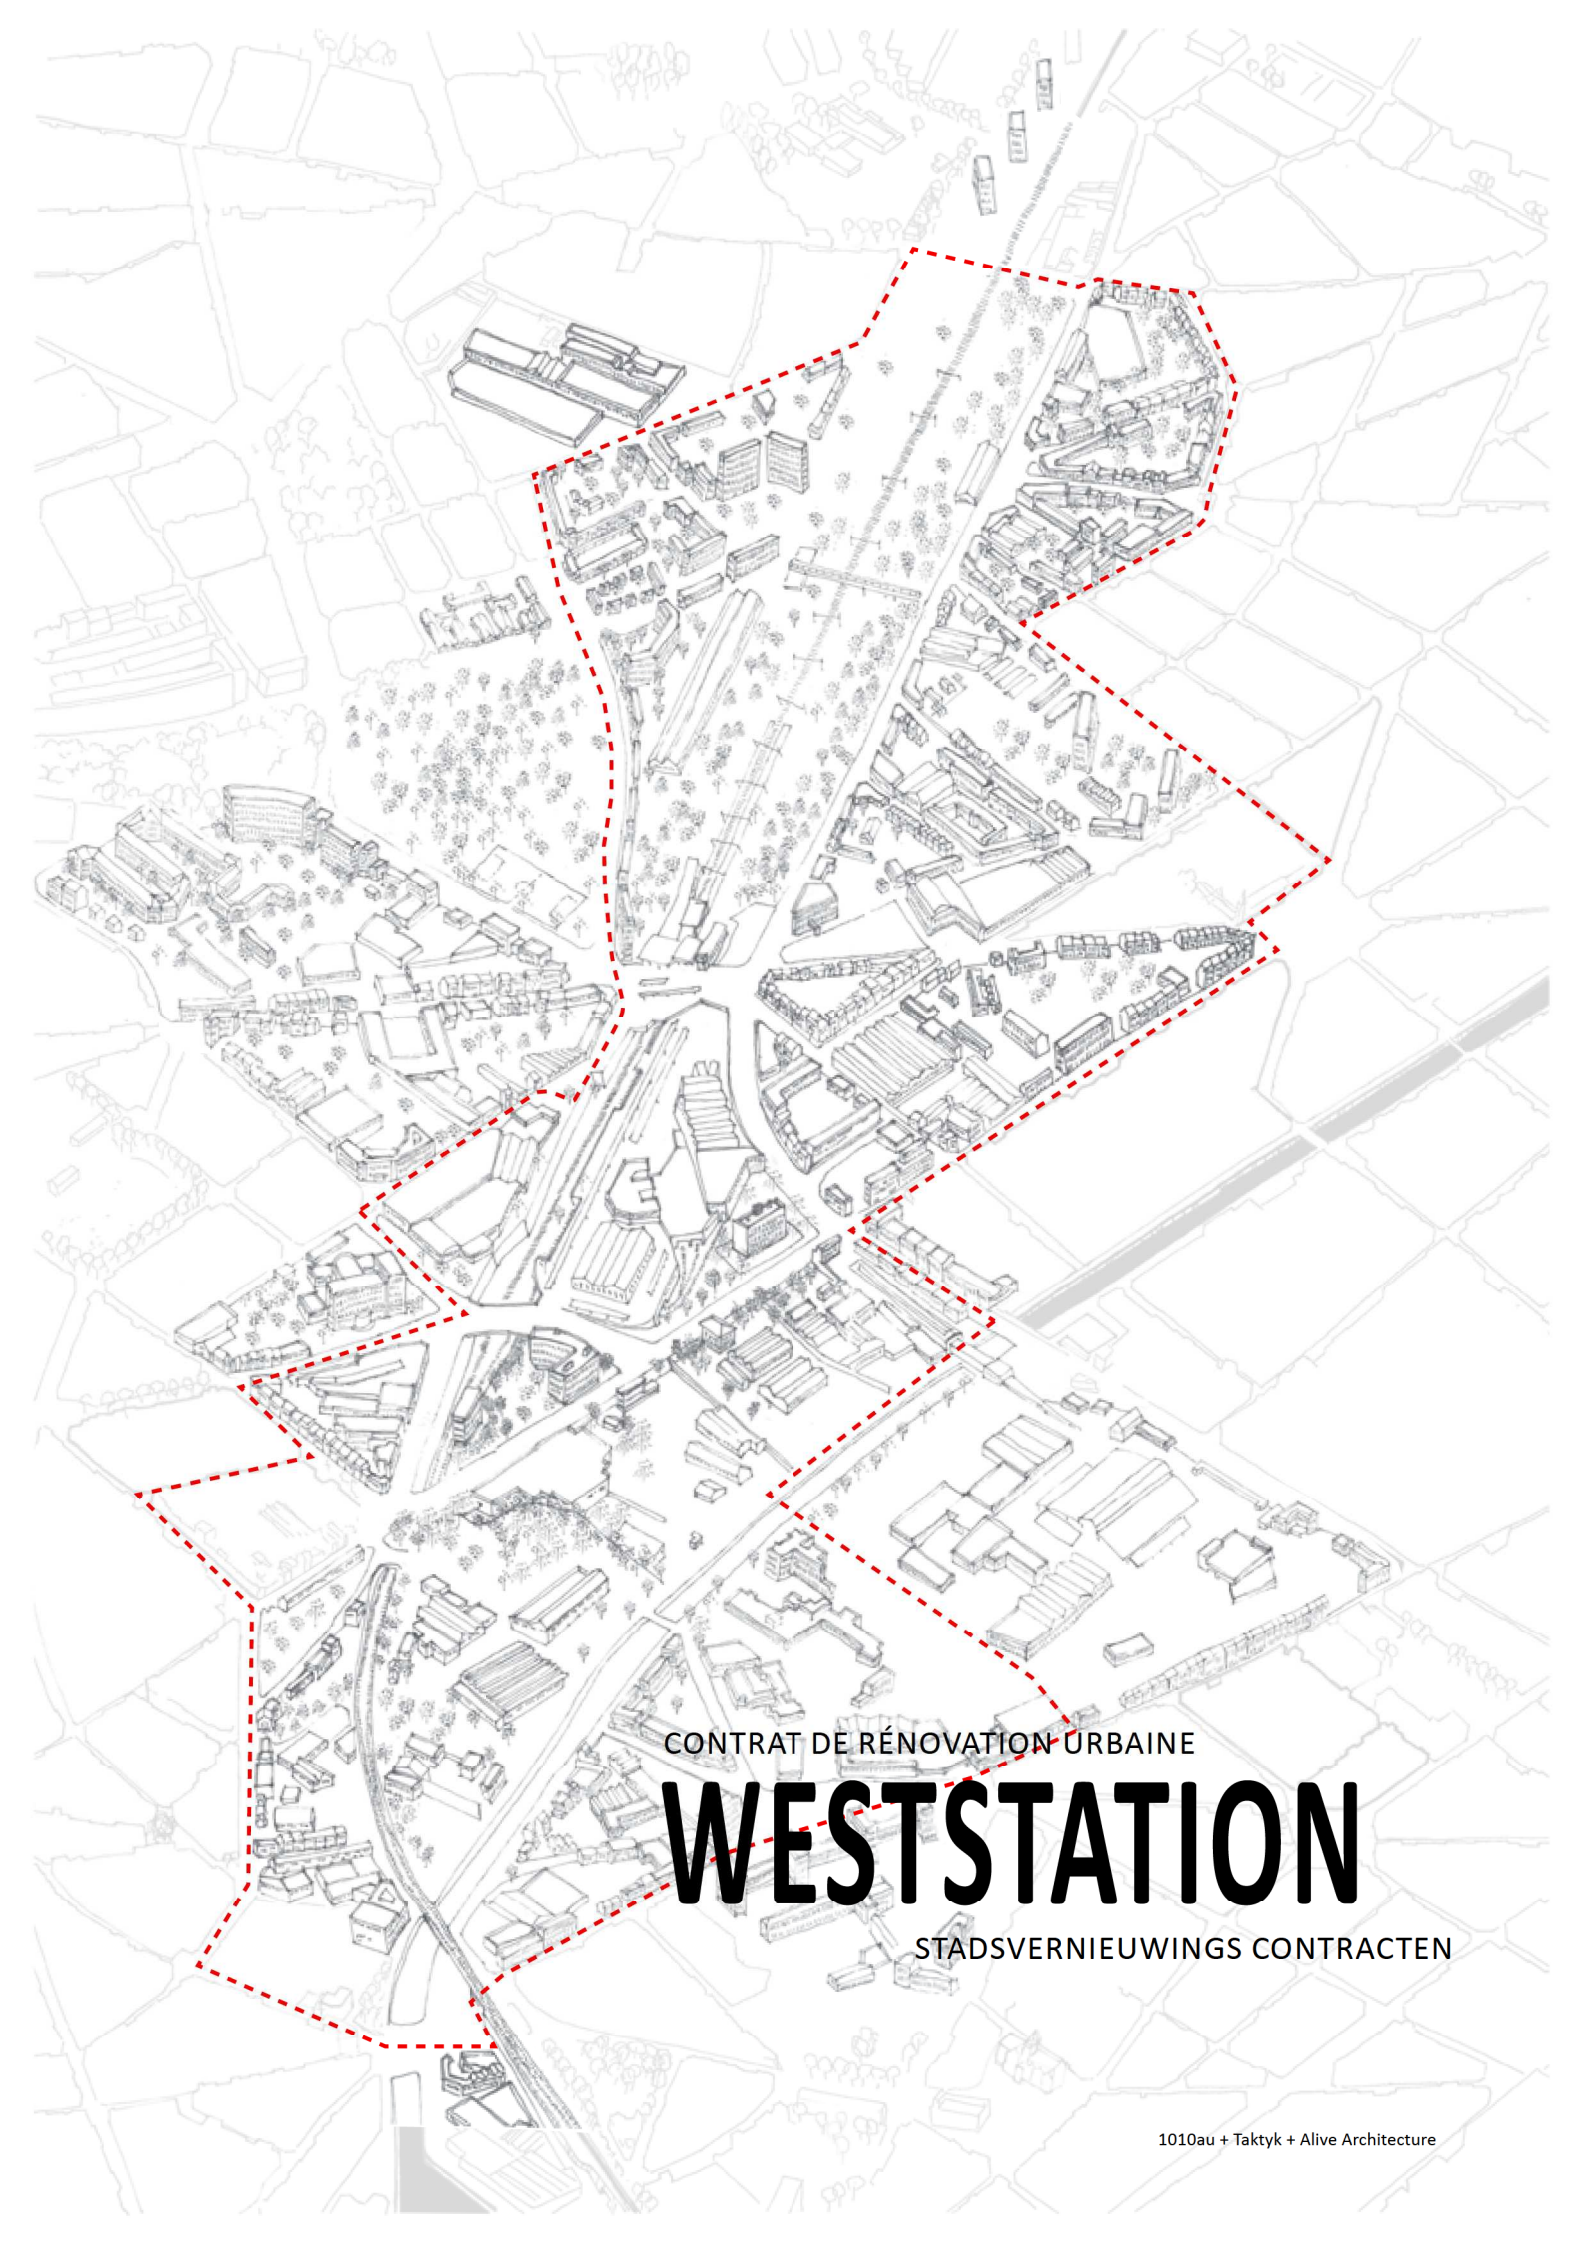 CONTRAT DE RÉNOVATION URBAINE
WESTSTATION
STADSVERNIEUWINGS CONTRACTEN
1010au + Taktyk + Alive Architecture